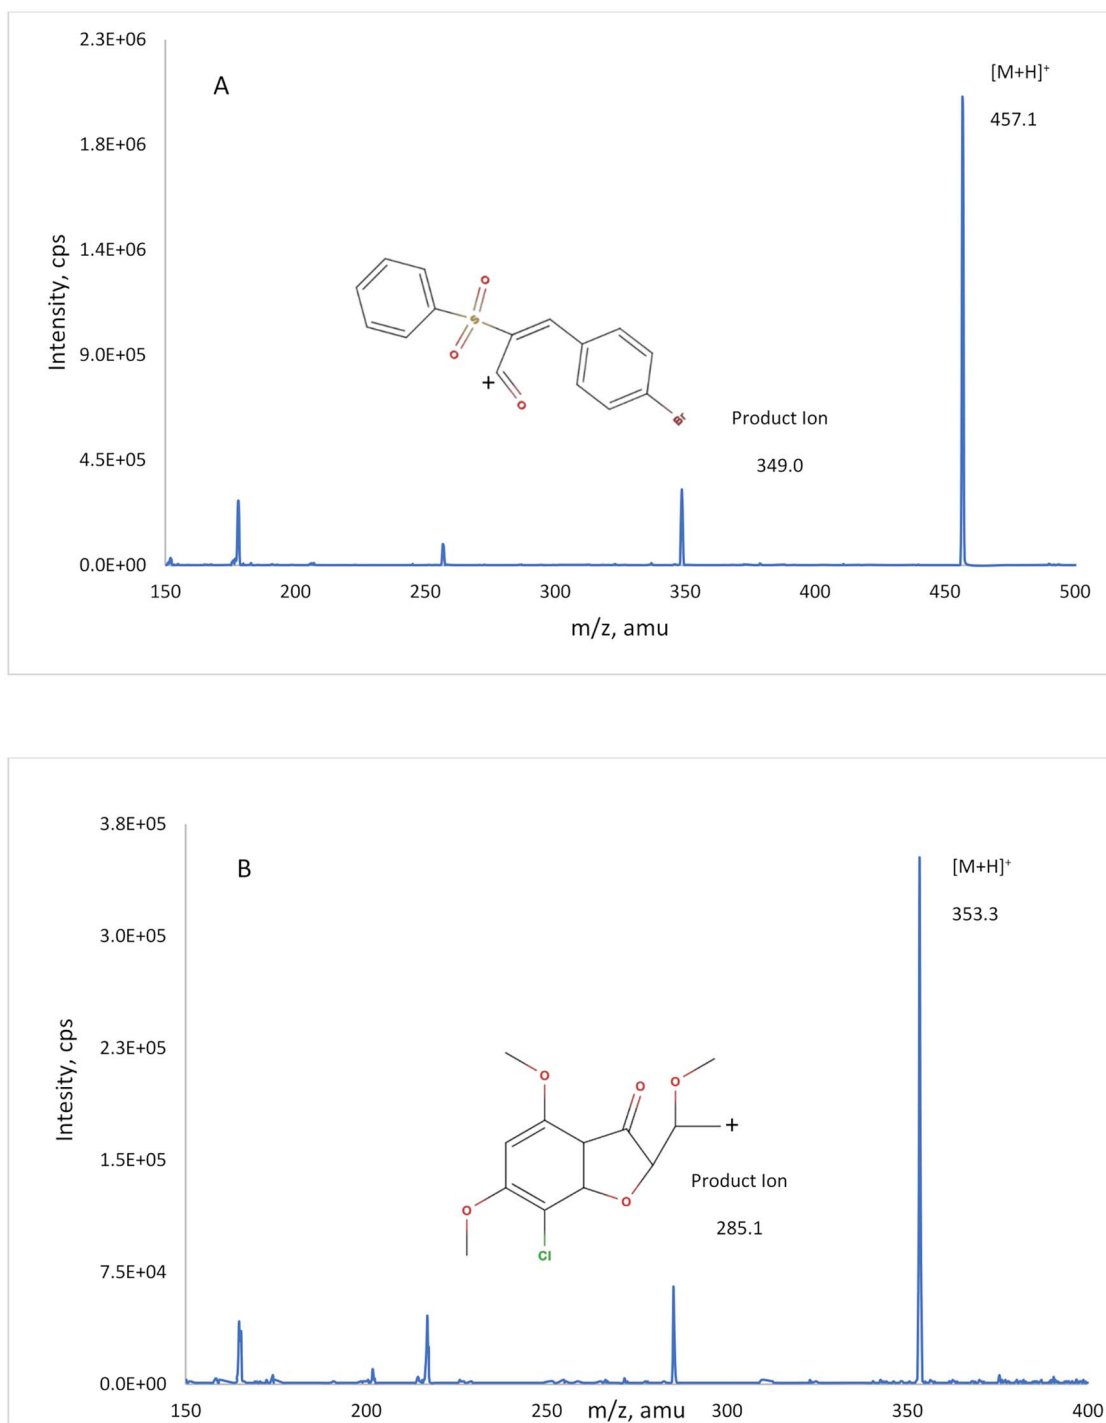 2.3E+06
A
[M+H]+
457.1
1.8E+06
1.4E+06
Intensity, cps
O
S
9.0E+05
O
+
O
Br
Product Ion
349.0
4.5E+05
0.0E+00
150 200 250 300 350 400 450 500
m/z, amu
3.8E+05
B
[M+H]+
353.3
3.0E+05
2.3E+05
Intesity, cps
O
O
O
+
1.5E+05
Product Ion
O
O
285.1
Cl
7.5E+04
0.0E+00
150 200 250 300 350 400
m/z, amu